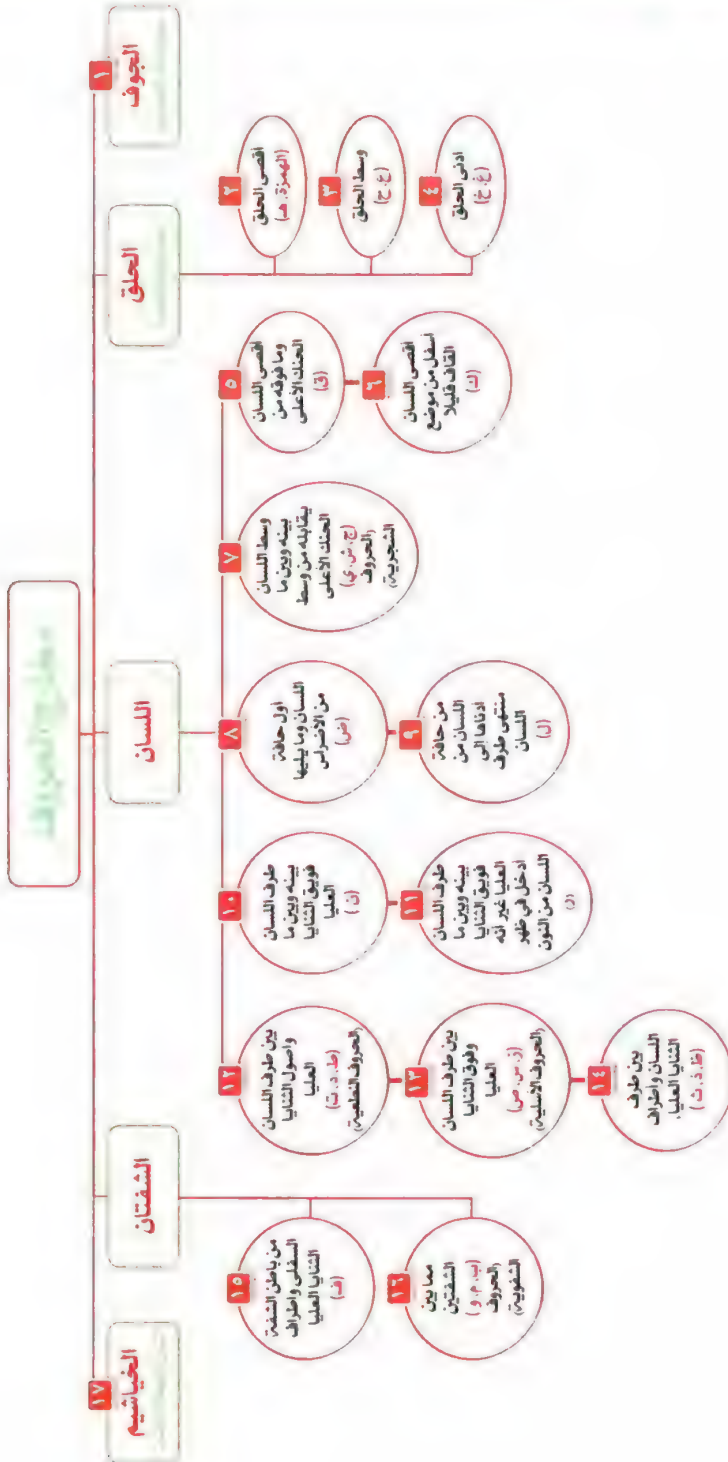 مخارج الحروف
١
الجوف
الحلق
٢
أقصى الحلق
(الهمزة. هـ)
٣
وسط الحلق
(ع. ح)
٤
أدنى الحلق
(غ. خ)
اللسان
٥
أقصى اللسان
وما فوقه من
الحنك الأعلى
(ق)
٦
أقصى اللسان
أسفل من موضع
القاف قليلا
(ك)
٧
وسط اللسان
بينه وبين ما
يقابله من وسط
الحنك الأعلى
(ج. ش. ي)
(الحروف
الشجرية)
٨
أول حافة
اللسان وما يليها
من الأضراس
(ض)
٩
من حافة
اللسان من
أدناها إلى
منتهى طرف
اللسان
(ل)
١٠
طرف اللسان
بينه وبين ما
فويق الثنايا
العليا
(ن)
١١
طرف اللسان
بينه وبين ما
فويق الثنايا
العليا غير أنه
أدخل في ظهر
اللسان من النون
(ر)
١٢
بين طرف اللسان
وأصول الثنايا
العليا
(ط. د. ت)
(الحروف النطعية)
١٣
بين طرف اللسان
وفوق الثنايا
العليا
(ز. س. ص)
(الحروف الأسلية)
١٤
بين طرف
اللسان وأطراف
الثنايا العليا.
(ظ. ذ. ث)
الشفتان
١٥
من باطن الشفة
السفلى وأطراف
الثنايا العليا
(ف)
١٦
مما بين
الشفتين
(ب. م. و)
(الحروف
الشفوية)
١٧
الخياشيم